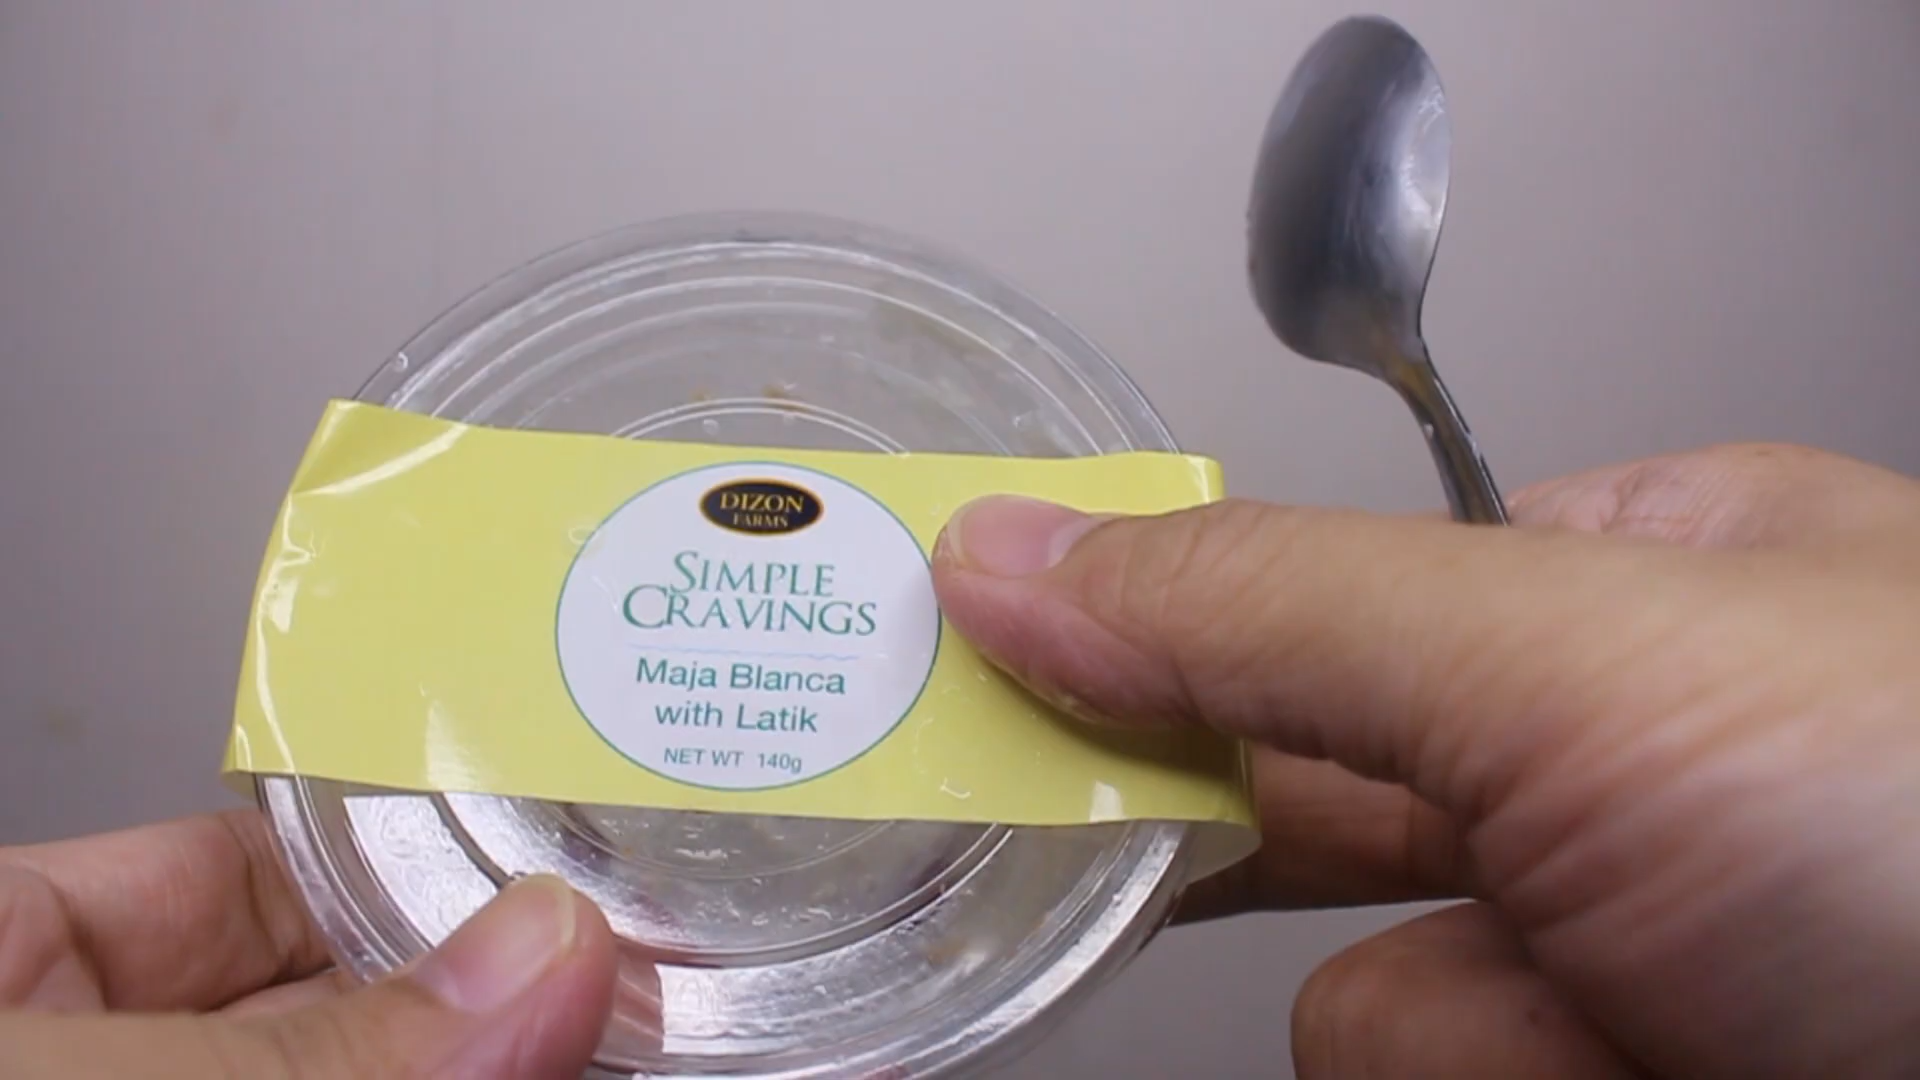 DIZON
FARMS
SIMPLE
CRAVINGS
Maja Blanca
with Latik
NET WT 140g